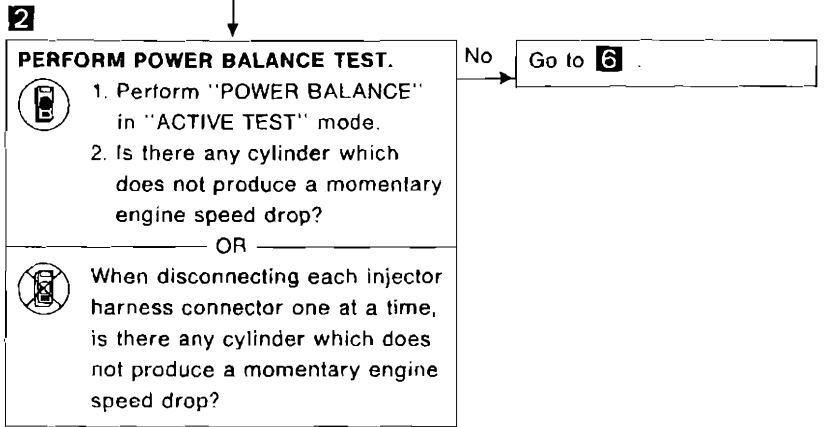 2
PERFORM POWER BALANCE TEST.
1. Perform "POWER BALANCE"
in "ACTIVE TEST" mode.
2. Is there any cylinder which
does not produce a momentary
engine speed drop?
OR
When disconnecting each injector
harness connector one at a time,
is there any cylinder which does
not produce a momentary engine
speed drop?
No
Go to 6 .